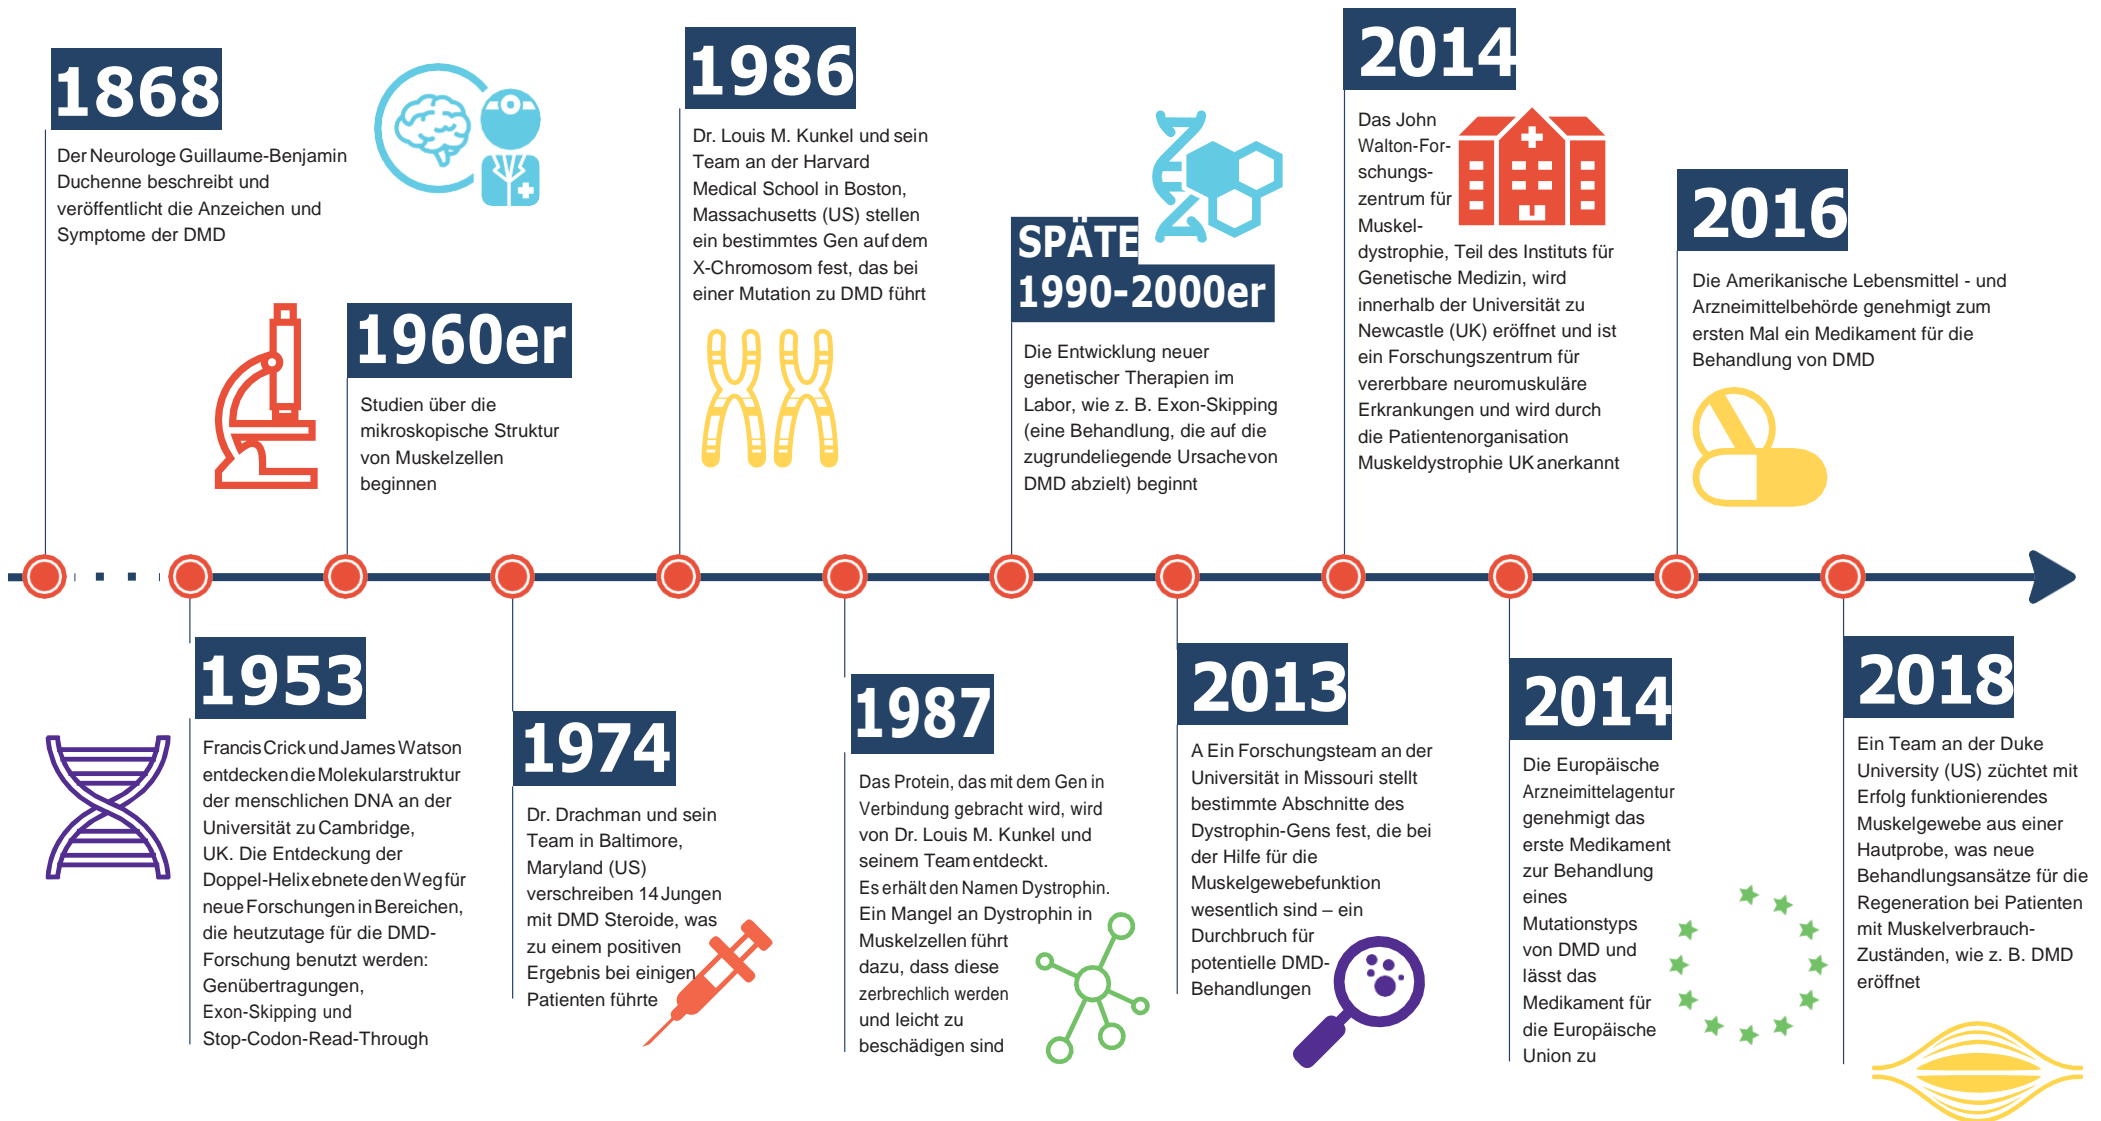 1868
Der Neurologe Guillaume-Benjamin
Duchenne beschreibt und
veröffentlicht die Anzeichen und
Symptome der DMD
1953
Francis Crick und James Watson
entdecken die Molekularstruktur
der menschlichen DNA an der
Universität zu Cambridge,
UK. Die Entdeckung der
Doppel-Helix ebnete den Weg für
neue Forschungen in Bereichen,
die heutzutage für die DMD-
Forschung benutzt werden:
Genübertragungen,
Exon-Skipping und
Stop-Codon-Read-Through
1960er
Studien über die
mikroskopische Struktur
von Muskelzellen
beginnen
1974
Dr. Drachman und sein
Team in Baltimore,
Maryland (US)
verschreiben 14 Jungen
mit DMD Steroide, was
zu einem positiven
Ergebnis bei einigen
Patienten führte
1986
Dr. Louis M. Kunkel und sein
Team an der Harvard
Medical School in Boston,
Massachusetts (US) stellen
ein bestimmtes Gen auf dem
X-Chromosom fest, das bei
einer Mutation zu DMD führt
1987
Das Protein, das mit dem Gen in
Verbindung gebracht wird, wird
von Dr. Louis M. Kunkel und
seinem Team entdeckt.
Es erhält den Namen Dystrophin.
Ein Mangel an Dystrophin in
Muskelzellen führt
dazu, dass diese
zerbrechlich werden
und leicht zu
beschädigen sind
SPÄTE
1990-2000er
Die Entwicklung neuer
genetischer Therapien im
Labor, wie z. B. Exon-Skipping
(eine Behandlung, die auf die
zugrundeliegende Ursache von
DMD abzielt) beginnt
2013
A Ein Forschungsteam an der
Universität in Missouri stellt
bestimmte Abschnitte des
Dystrophin-Gens fest, die bei
der Hilfe für die
Muskelgewebefunktion
wesentlich sind – ein
Durchbruch für
potentielle DMD-
Behandlungen
2014
Das John
Walton-For-
schungs-
zentrum für
Muskel-
dystrophie, Teil des Instituts für
Genetische Medizin, wird
innerhalb der Universität zu
Newcastle (UK) eröffnet und ist
ein Forschungszentrum für
vererbbare neuromuskuläre
Erkrankungen und wird durch
die Patientenorganisation
Muskeldystrophie UK anerkannt
2014
Die Europäische
Arzneimittelagentur
genehmigt das
erste Medikament
zur Behandlung
eines
Mutationstyps
von DMD und
lässt das
Medikament für
die Europäische
Union zu
2016
Die Amerikanische Lebensmittel - und
Arzneimittelbehörde genehmigt zum
ersten Mal ein Medikament für die
Behandlung von DMD
2018
Ein Team an der Duke
University (US) züchtet mit
Erfolg funktionierendes
Muskelgewebe aus einer
Hautprobe, was neue
Behandlungsansätze für die
Regeneration bei Patienten
mit Muskelverbrauch-
Zuständen, wie z. B. DMD
eröffnet